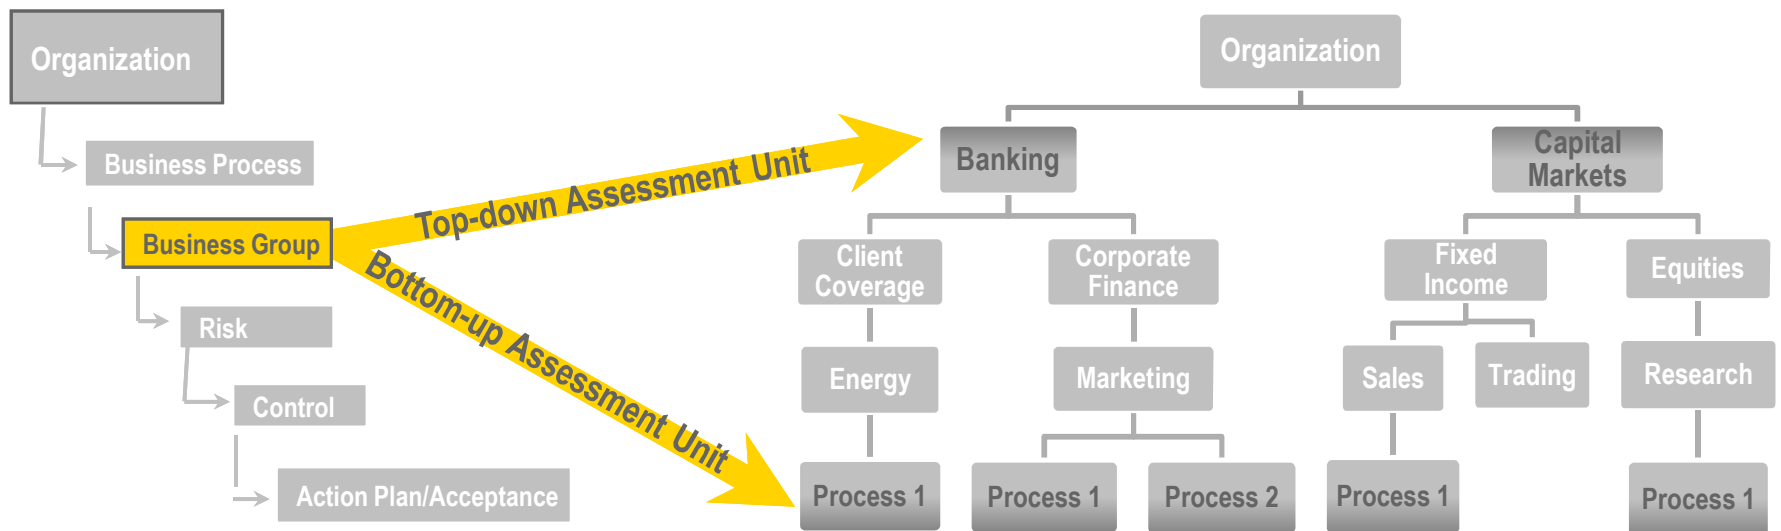 Organization
Business Process
Business Group
Risk
Control
Action Plan/Acceptance
Top-down Assessment Unit
Bottom-up Assessment Unit
Organization
Banking
Capital
Markets
Client
Coverage
Corporate
Finance
Fixed
Income
Equities
Energy
Marketing
Sales
Trading
Research
Process 1
Process 1
Process 2
Process 1
Process 1